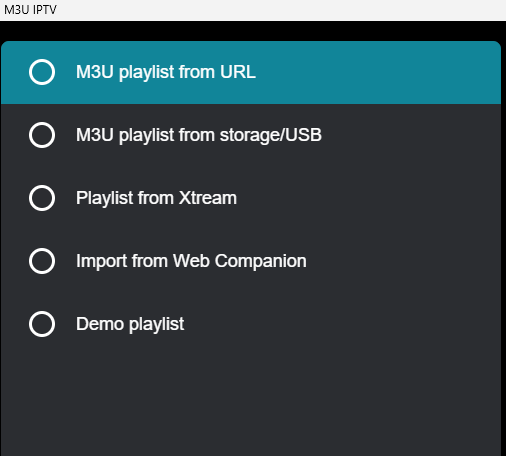 M3U IPTV
M3U playlist from URL
M3U playlist from storage/USB
Playlist from Xtream
Import from Web Companion
Demo playlist